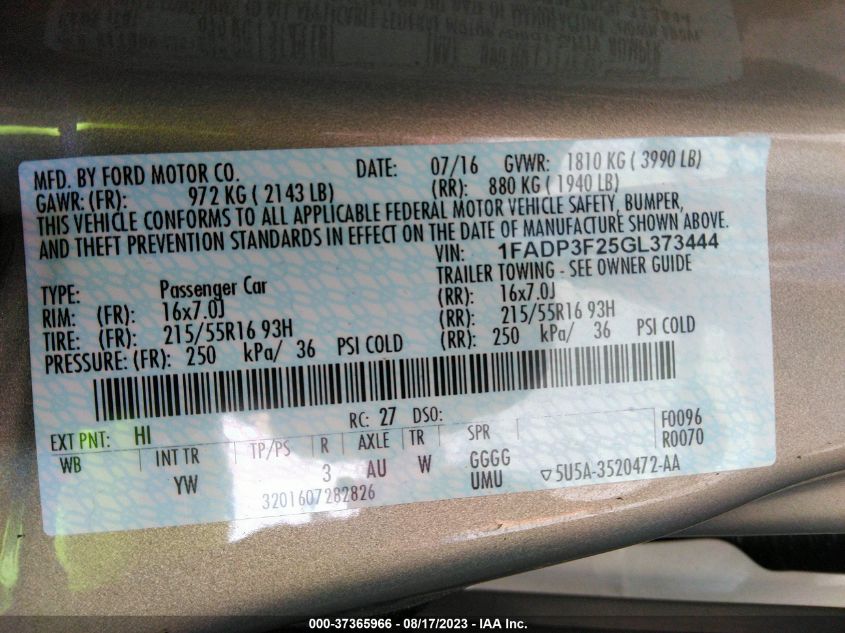 MFD. BY FORD MOTOR CO. DATE: 07/16 GVWR: 1810 KG ( 3990 LB)
GAWR: (FR): 972 KG ( 2143 LB) (RR): 880 KG ( 1940 LB)
THIS VEHICLE CONFORMS TO ALL APPLICABLE FEDERAL MOTOR VEHICLE SAFETY, BUMPER,
AND THEFT PREVENTION STANDARDS IN EFFECT ON THE DATE OF MANUFACTURE SHOWN ABOVE.
VIN: 1FADP3F25GL373444
TRAILER TOWING - SEE OWNER GUIDE
TYPE: Passenger Car
RIM: (FR): 16x7.0J (RR): 16x7.0J
TIRE: (FR): 215/55R16 93H (RR): 215/55R16 93H
PRESSURE: (FR): 250 kPa/ 36 PSI COLD (RR): 250 kPa/ 36 PSI COLD
RC: 27 DSO:
EXT PNT: HI F0096
R0070
WB INT TR TP/PS R AXLE TR SPR
YW 3 AU W GGGG
UMU 5U5A-3520472-AA
3201607282826
000-37365966 - 08/17/2023 - IAA Inc.